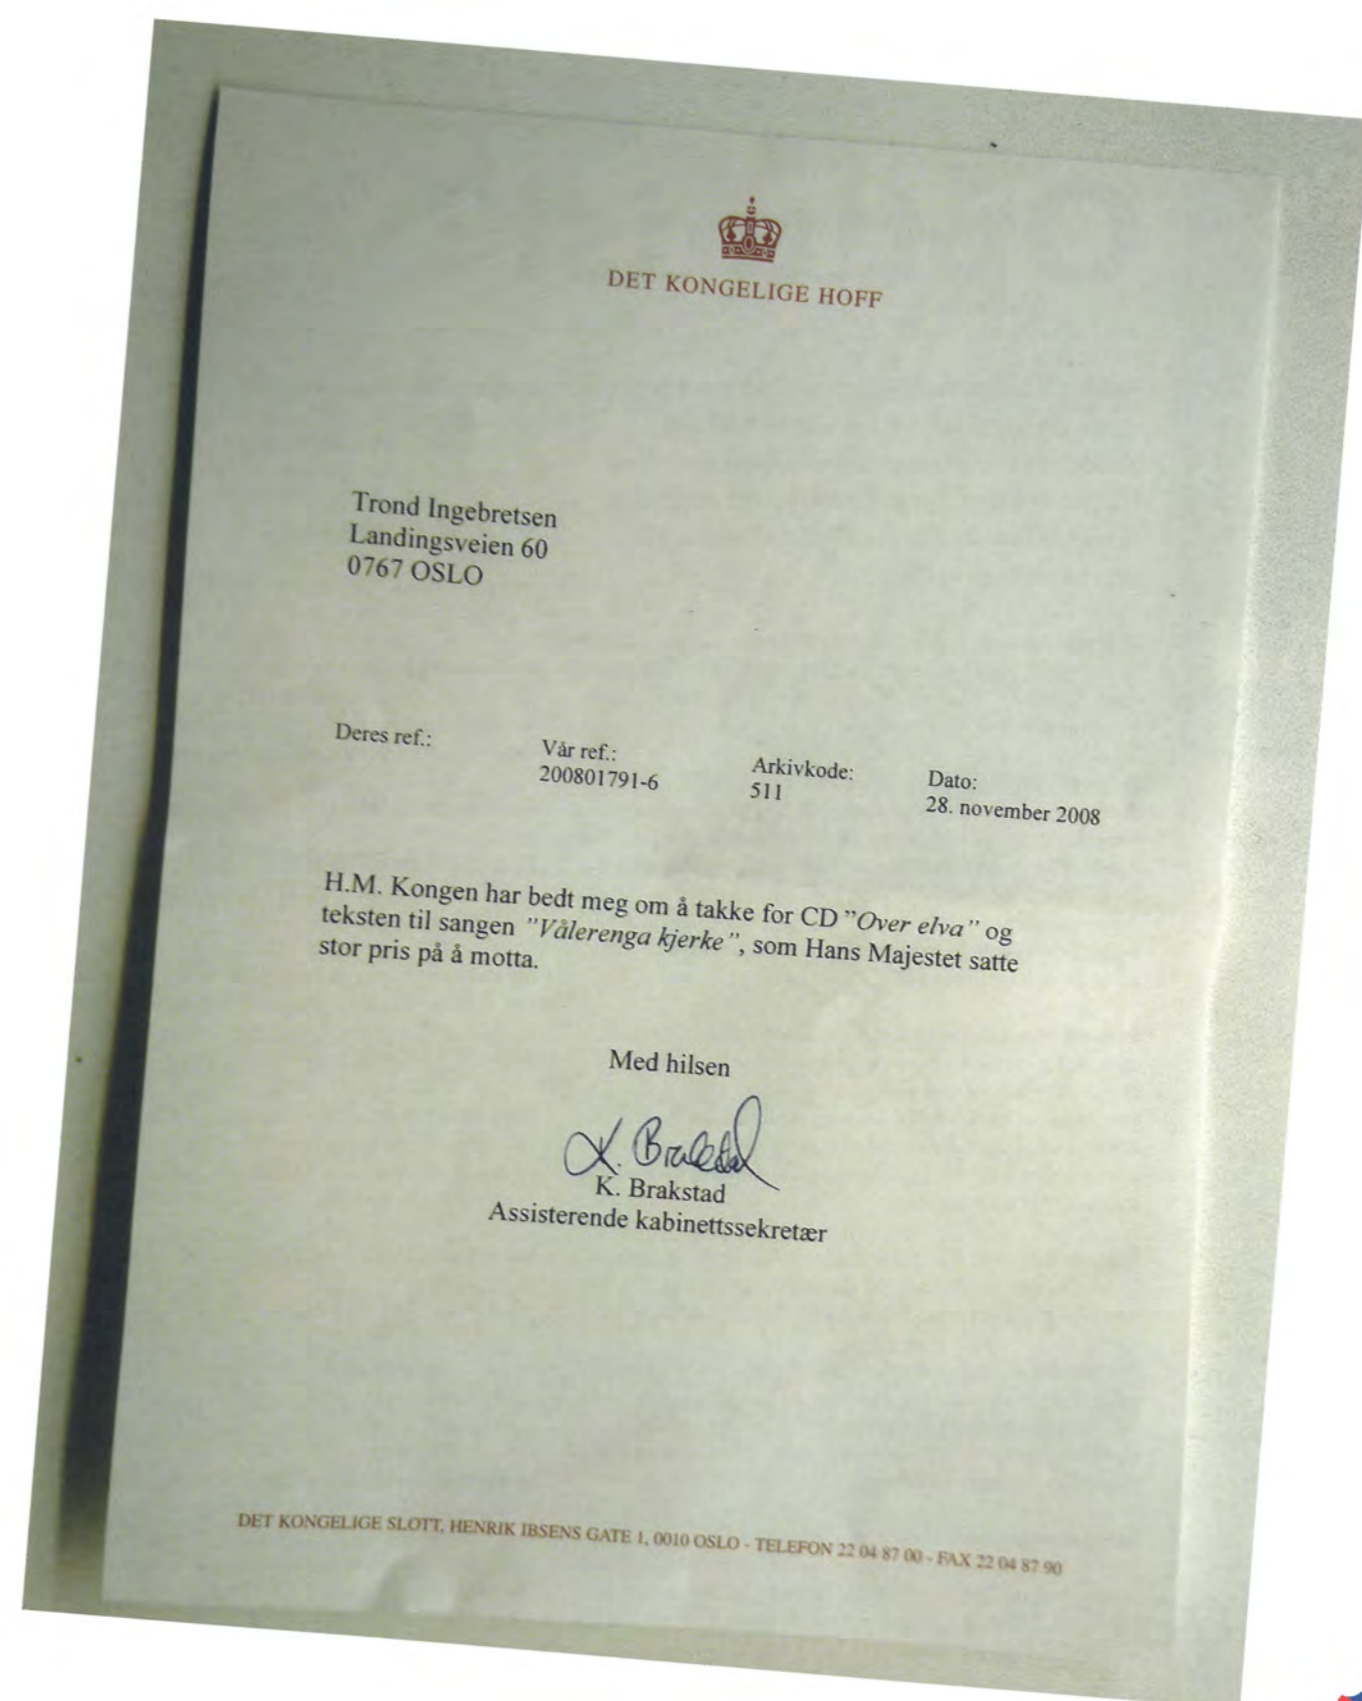 DET KONGELIGE HOFF
Trond Ingebretsen
Landingsveien 60
0767 OSLO
Deres ref.:
Vår ref.:
200801791-6
Arkivkode:
511
Dato:
28. november 2008
H.M. Kongen har bedt meg om å takke for CD "Over elva" og
teksten til sangen "Vålerenga kjerke", som Hans Majestet satte
stor pris på å motta.
Med hilsen
K. Brakstad
K. Brakstad
Assisterende kabinettssekretær
DET KONGELIGE SLOTT, HENRIK IBSENS GATE 1, 0010 OSLO - TELEFON 22 04 87 00 - FAX 22 04 87 90